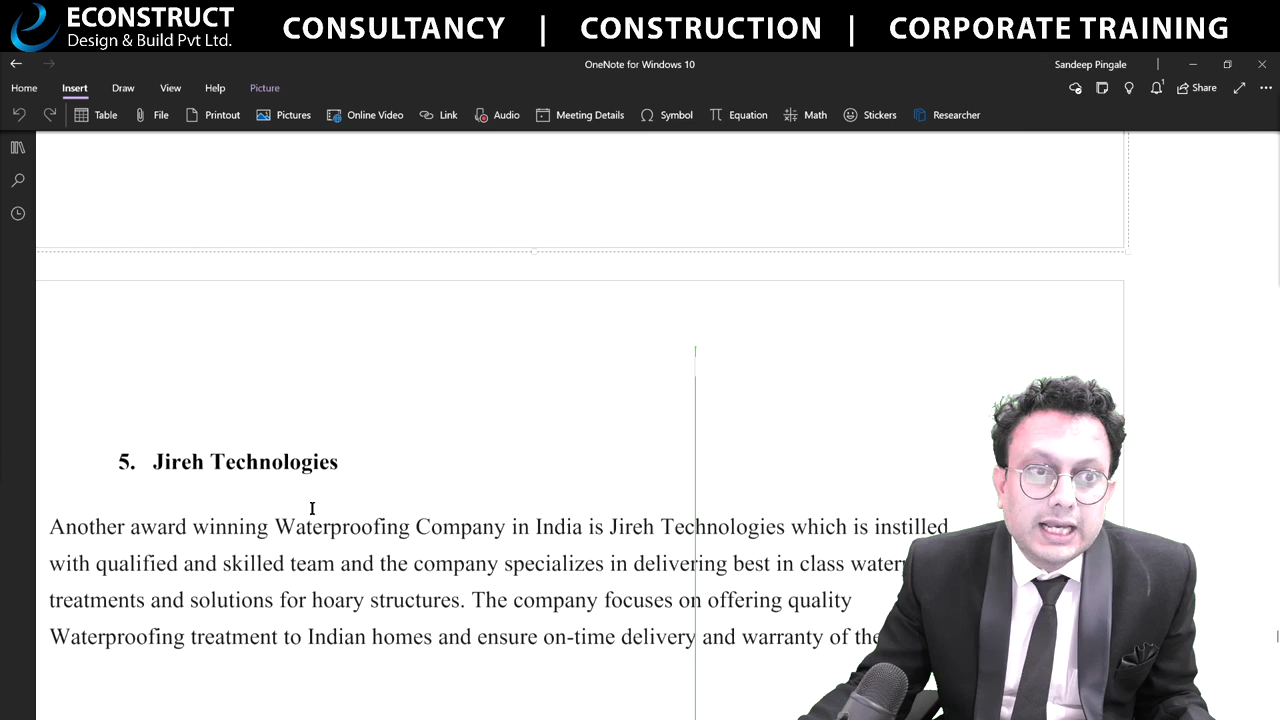 ECONSTRUCT
Design & Build Pvt Ltd.
CONSULTANCY | CONSTRUCTION | CORPORATE TRAINING
OneNote for Windows 10
Sandeep Pingale
Home Insert Draw View Help Picture
1
Share
Table File Printout Pictures Online Video Link Audio Meeting Details Symbol Equation Math Stickers Researcher
5. Jireh Technologies
Another award winning Waterproofing Company in India is Jireh Technologies which is instilled
with qualified and skilled team and the company specializes in delivering best in class
treatments and solutions for hoary structures. The company focuses on offering quality
Waterproofing treatment to Indian homes and ensure on-time delivery and warranty of the